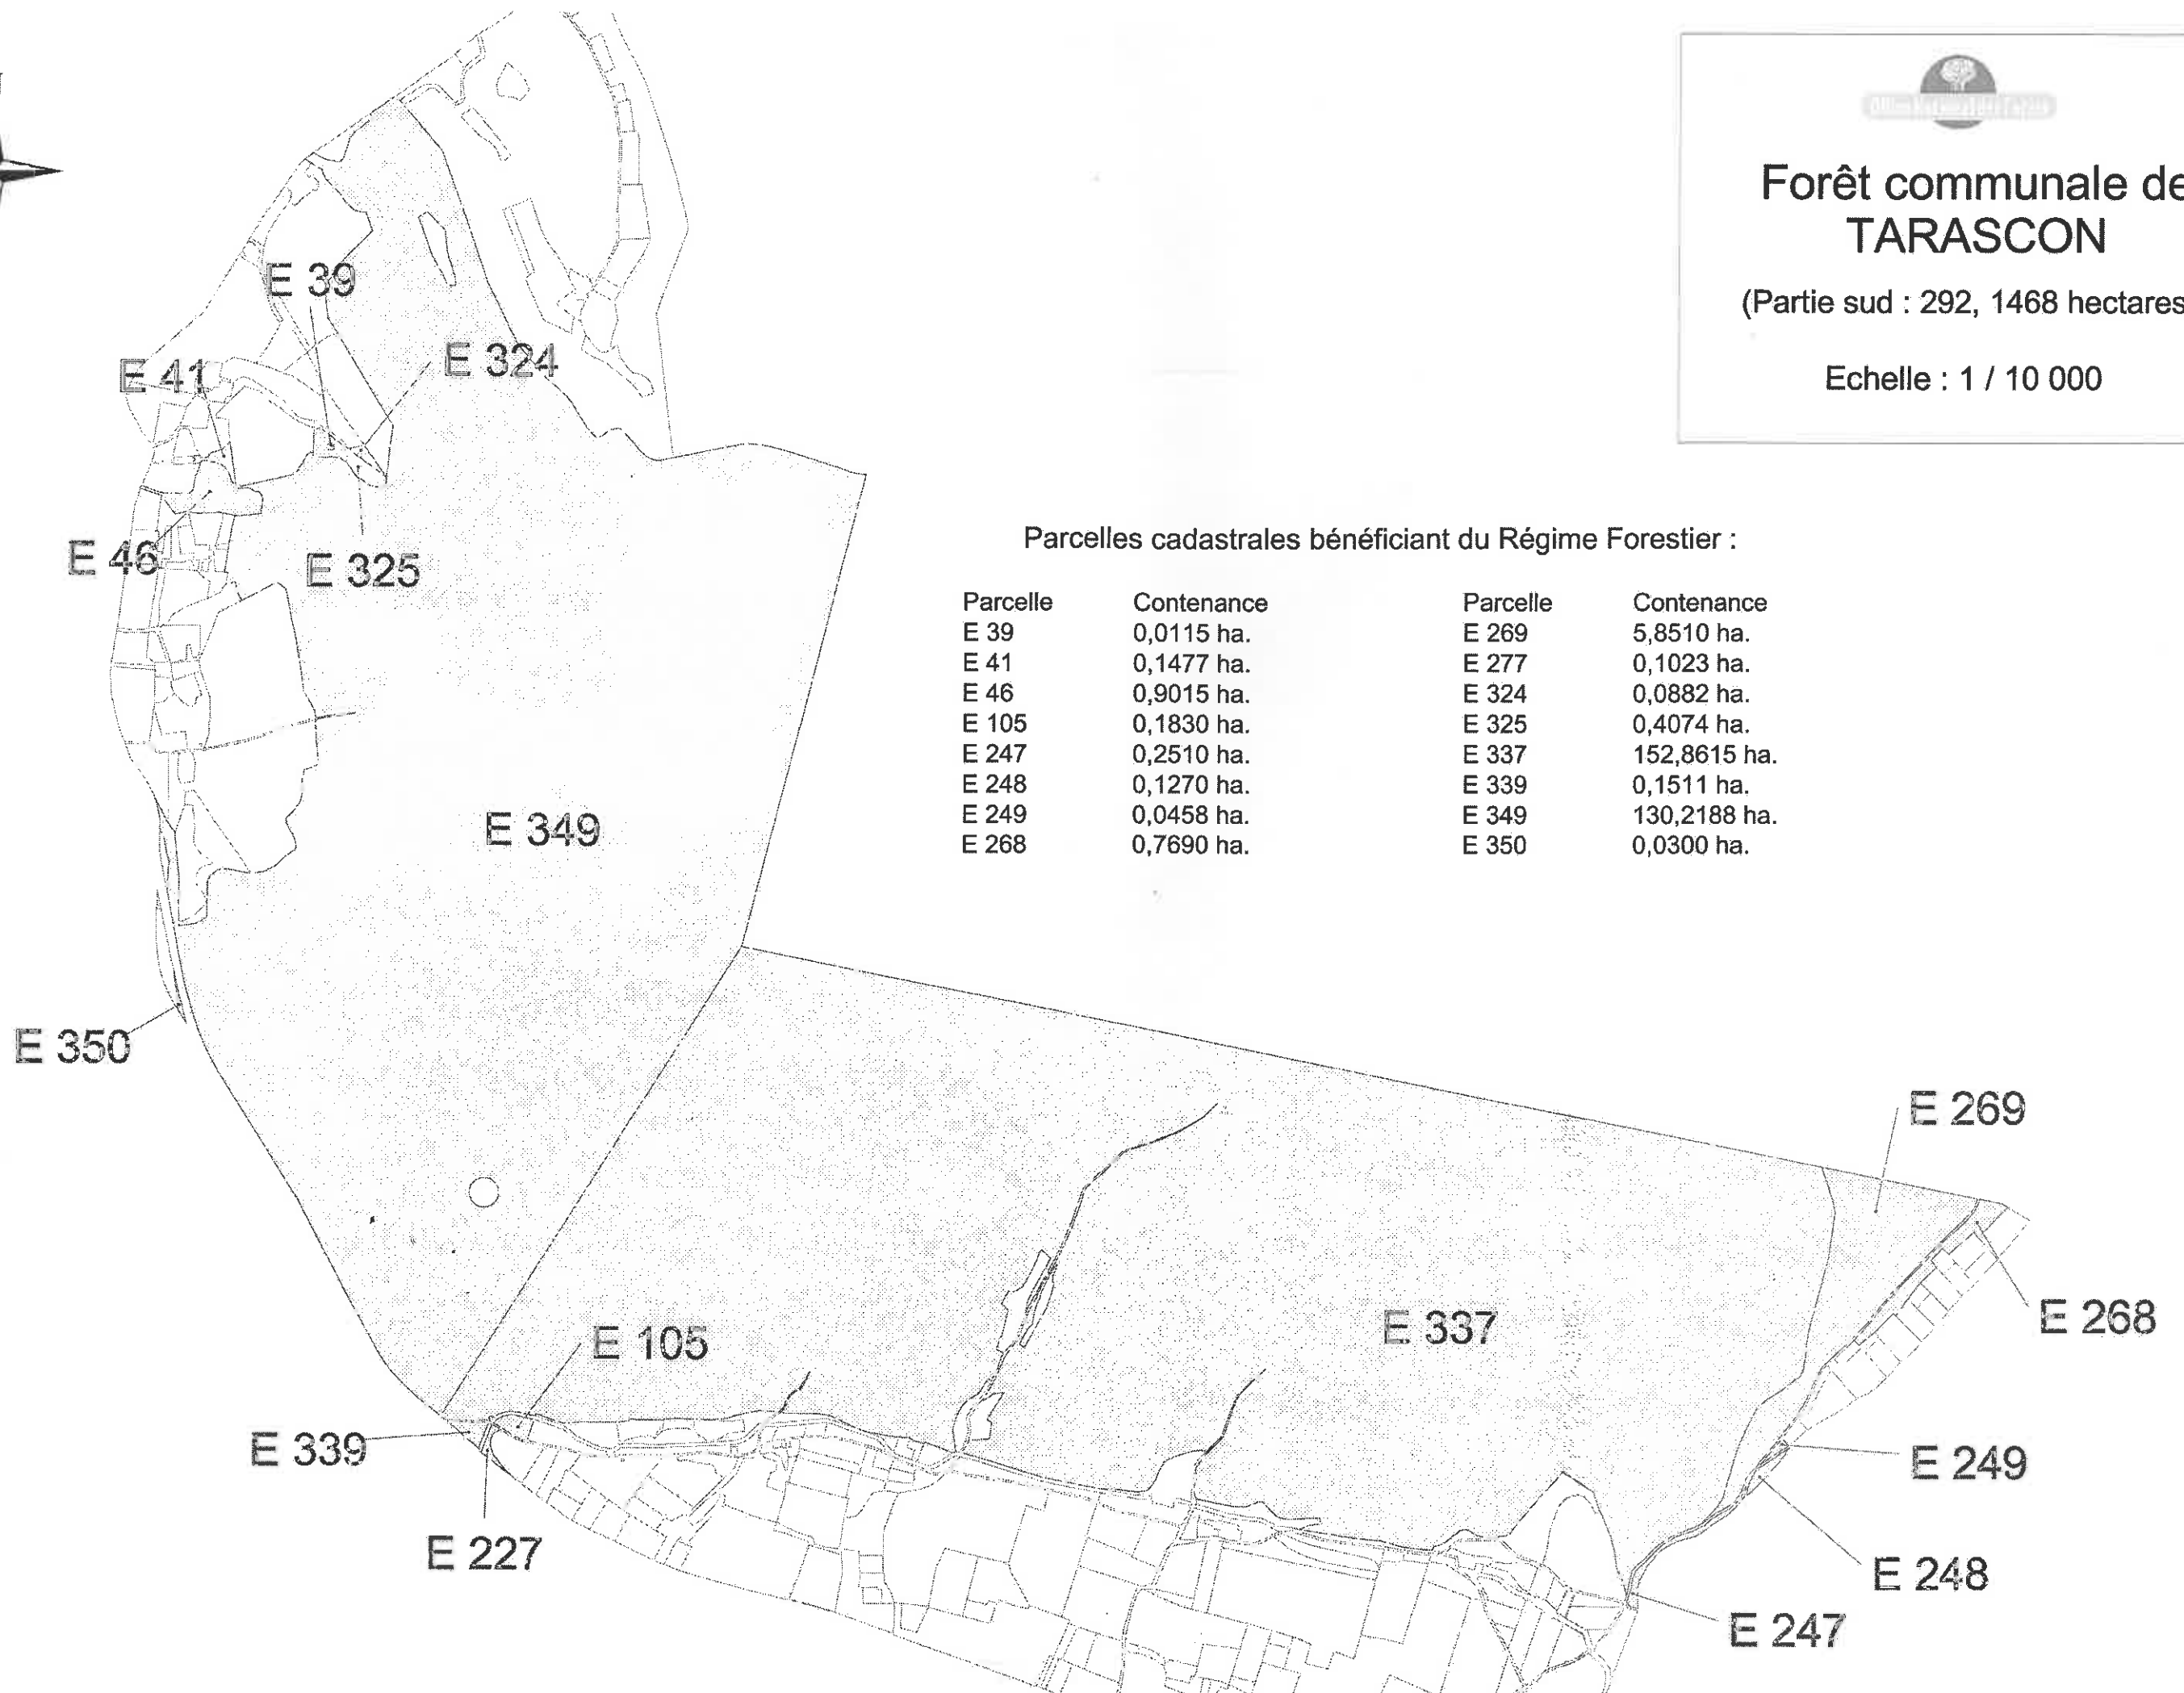 Forêt communale de
TARASCON
(Partie sud : 292, 1468 hectares
Echelle : 1 / 10 000
E 39
E 324
E 41
E 46
E 325
Parcelles cadastrales bénéficiant du Régime Forestier :
Parcelle Contenance Parcelle Contenance
E 39 0,0115 ha. E 269 5,8510 ha.
E 41 0,1477 ha. E 277 0,1023 ha.
E 46 0,9015 ha. E 324 0,0882 ha.
E 105 0,1830 ha. E 325 0,4074 ha.
E 247 0,2510 ha. E 337 152,8615 ha.
E 248 0,1270 ha. E 339 0,1511 ha.
E 249 0,0458 ha. E 349 130,2188 ha.
E 268 0,7690 ha. E 350 0,0300 ha.
E 349
E 350
E 269
E 268
E 337
E 105
E 339
E 249
E 227
E 248
E 247